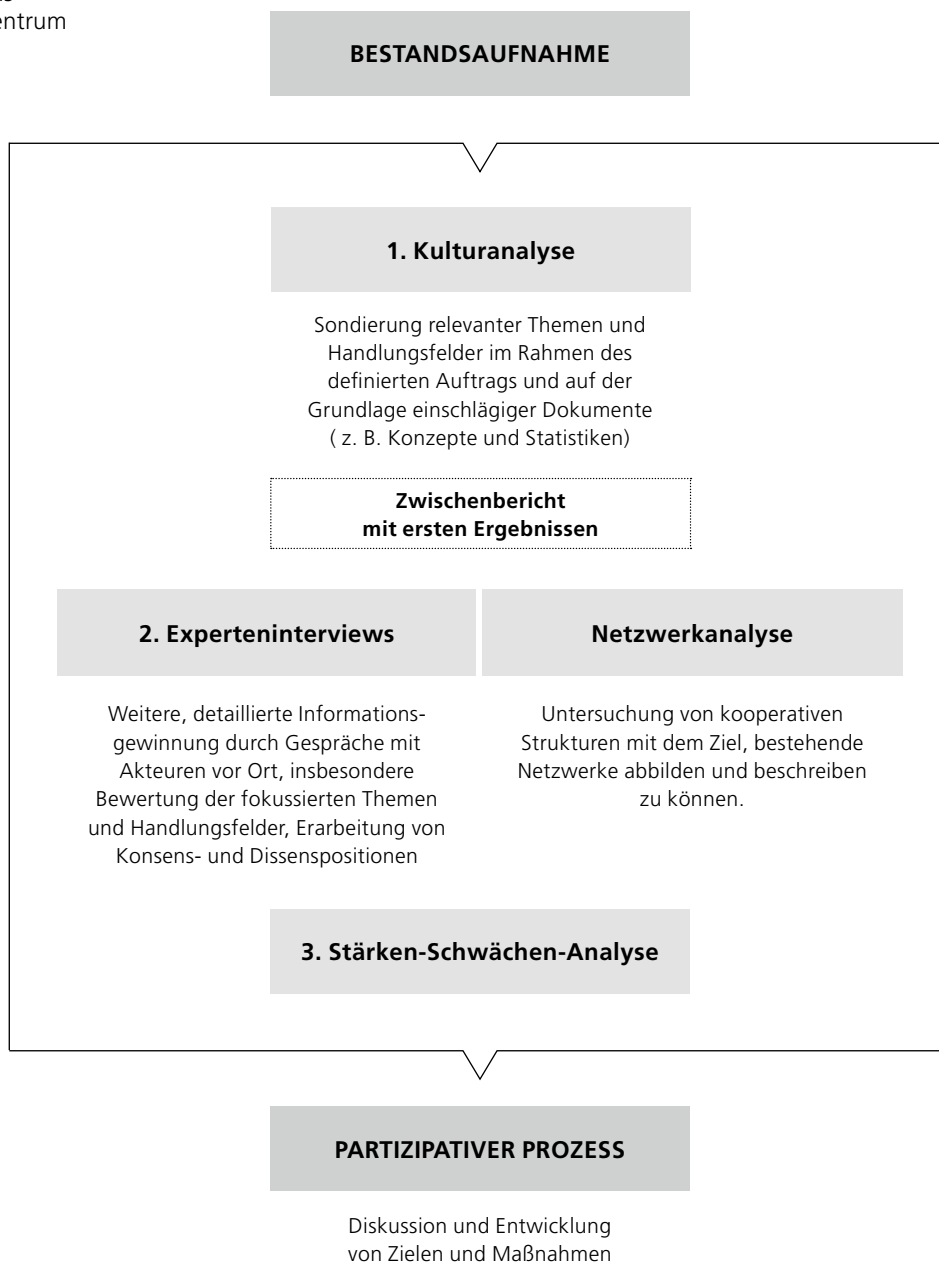 BESTANDSAUFNAHME
1. Kulturanalyse
Sondierung relevanter Themen und
Handlungsfelder im Rahmen des
definierten Auftrags und auf der
Grundlage einschlägiger Dokumente
( z. B. Konzepte und Statistiken)
Zwischenbericht
mit ersten Ergebnissen
2. Experteninterviews
Weitere, detaillierte Informations-
gewinnung durch Gespräche mit
Akteuren vor Ort, insbesondere
Bewertung der fokussierten Themen
und Handlungsfelder, Erarbeitung von
Konsens- und Dissenspositionen
Netzwerkanalyse
Untersuchung von kooperativen
Strukturen mit dem Ziel, bestehende
Netzwerke abbilden und beschreiben
zu können.
3. Stärken-Schwächen-Analyse
PARTIZIPATIVER PROZESS
Diskussion und Entwicklung
von Zielen und Maßnahmen